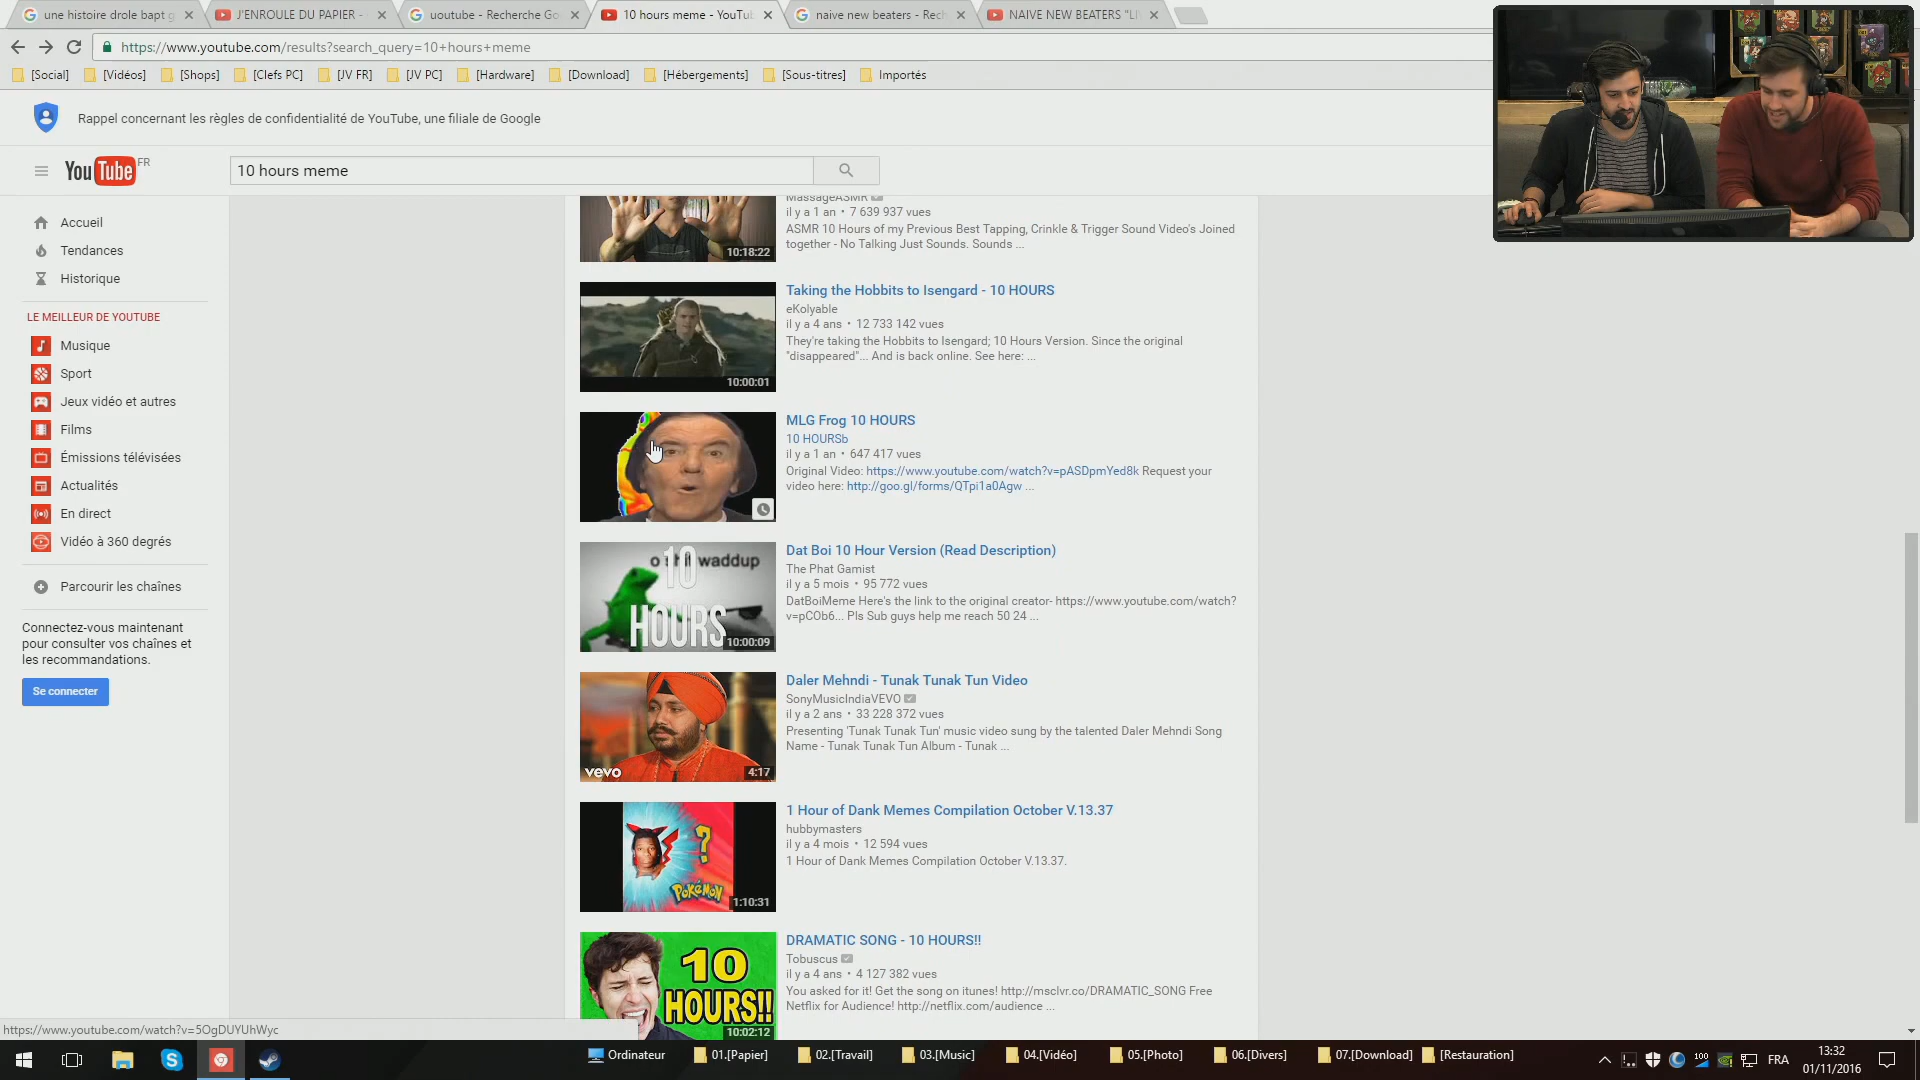 une histoire drole bapt g
J'ENROULE DU PAPIER -
uoutube - Recherche Go
10 hours meme - YouTu
naive new beaters - Rec
NAIVE NEW BEATERS "LI
https://www.youtube.com/results?search_query=10+hours+meme
[Social]
[Vidéos]
[Shops]
[Clefs PC]
[JV FR]
[JV PC]
[Hardware]
[Download]
[Hébergements]
[Sous-titres]
Importés
Rappel concernant les règles de confidentialité de YouTube, une filiale de Google
YouTube FR
10 hours meme
Accueil
Tendances
Historique
LE MEILLEUR DE YOUTUBE
Musique
Sport
Jeux vidéo et autres
Films
Émissions télévisées
Actualités
En direct
Vidéo à 360 degrés
Parcourir les chaînes
Connectez-vous maintenant
pour consulter vos chaînes et
les recommandations.
Se connecter
MassageASMR
il y a 1 an • 7 639 937 vues
ASMR 10 Hours of my Previous Best Tapping, Crinkle & Trigger Sound Video's Joined
together - No Talking Just Sounds. Sounds ...
10:18:22
Taking the Hobbits to Isengard - 10 HOURS
eKolyable
il y a 4 ans • 12 733 142 vues
They're taking the Hobbits to Isengard; 10 Hours Version. Since the original
"disappeared"... And is back online. See here: ...
10:00:01
MLG Frog 10 HOURS
10 HOURSb
il y a 1 an • 647 417 vues
Original Video: https://www.youtube.com/watch?v=pASDpmYed8k Request your
video here: http://goo.gl/forms/QTpi1a0Agw ...
10
HOURS
10:00:09
Dat Boi 10 Hour Version (Read Description)
The Phat Gamist
il y a 5 mois • 95 772 vues
DatBoiMeme Here's the link to the original creator- https://www.youtube.com/watch?
v=pCOb6... Pls Sub guys help me reach 50 24 ...
vevo
4:17
Daler Mehndi - Tunak Tunak Tun Video
SonyMusicIndiaVEVO
il y a 2 ans • 33 228 372 vues
Presenting 'Tunak Tunak Tun' music video sung by the talented Daler Mehndi Song
Name - Tunak Tunak Tun Album - Tunak ...
?
POKéMON
1:10:31
1 Hour of Dank Memes Compilation October V.13.37
hubbymasters
il y a 4 mois • 12 594 vues
1 Hour of Dank Memes Compilation October V.13.37.
10
HOURS!!
10:02:12
DRAMATIC SONG - 10 HOURS!!
Tobuscus
il y a 4 ans • 4 127 382 vues
You asked for it! Get the song on itunes! http://msclvr.co/DRAMATIC_SONG Free
Netflix for Audience! http://netflix.com/audience ...
https://www.youtube.com/watch?v=5OgDUYUhWyc
Ordinateur
01.[Papier]
02.[Travail]
03.[Music]
04.[Vidéo]
05.[Photo]
06.[Divers]
07.[Download]
[Restauration]
100
FRA
13:32
01/11/2016